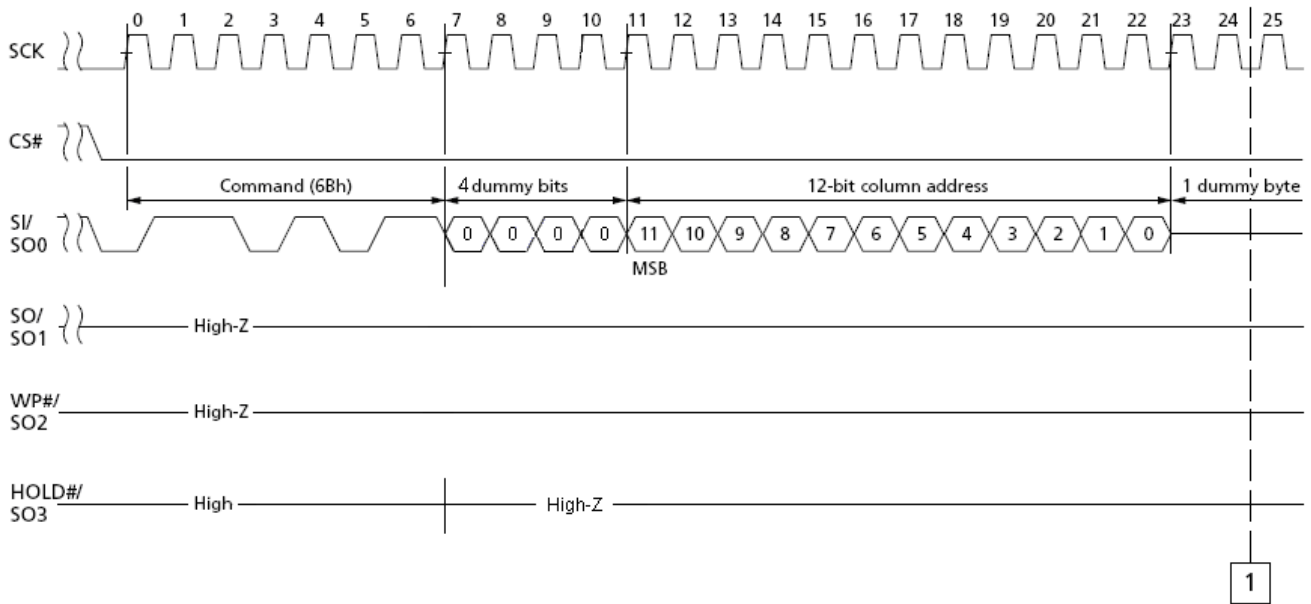 0 1 2 3 4 5 6 7 8 9 10 11 12 13 14 15 16 17 18 19 20 21 22 23 24 25
SCK
CS#
Command (6Bh) 4 dummy bits 12-bit column address 1 dummy byte
SI/
SO0
0 0 0 0 11 10 9 8 7 6 5 4 3 2 1 0
MSB
SO/
SO1
High-Z
WP#/
SO2
High-Z
HOLD#/
SO3
High High-Z
1